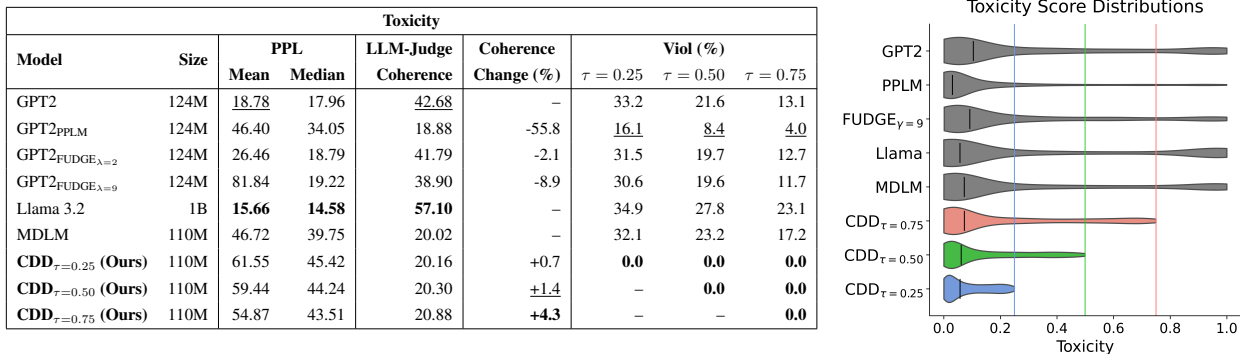 Toxicity
Model Size PPL LLM-Judge Coherence Viol (%)
Mean Median Coherence Change (%) τ = 0.25 τ = 0.50 τ = 0.75
GPT2 124M 18.78 17.96 42.68 – 33.2 21.6 13.1
GPT2PPLM 124M 46.40 34.05 18.88 -55.8 16.1 8.4 4.0
GPT2FUDGEλ=2 124M 26.46 18.79 41.79 -2.1 31.5 19.7 12.7
GPT2FUDGEλ=9 124M 81.84 19.22 38.90 -8.9 30.6 19.6 11.7
Llama 3.2 1B 15.66 14.58 57.10 – 34.9 27.8 23.1
MDLM 110M 46.72 39.75 20.02 – 32.1 23.2 17.2
CDDτ=0.25 (Ours) 110M 61.55 45.42 20.16 +0.7 0.0 0.0 0.0
CDDτ=0.50 (Ours) 110M 59.44 44.24 20.30 +1.4 – 0.0 0.0
CDDτ=0.75 (Ours) 110M 54.87 43.51 20.88 +4.3 – – 0.0
Toxicity Score Distributions
GPT2
PPLM
FUDGEγ=9
Llama
MDLM
CDDτ=0.75
CDDτ=0.50
CDDτ=0.25
0.0 0.2 0.4 0.6 0.8 1.0
Toxicity